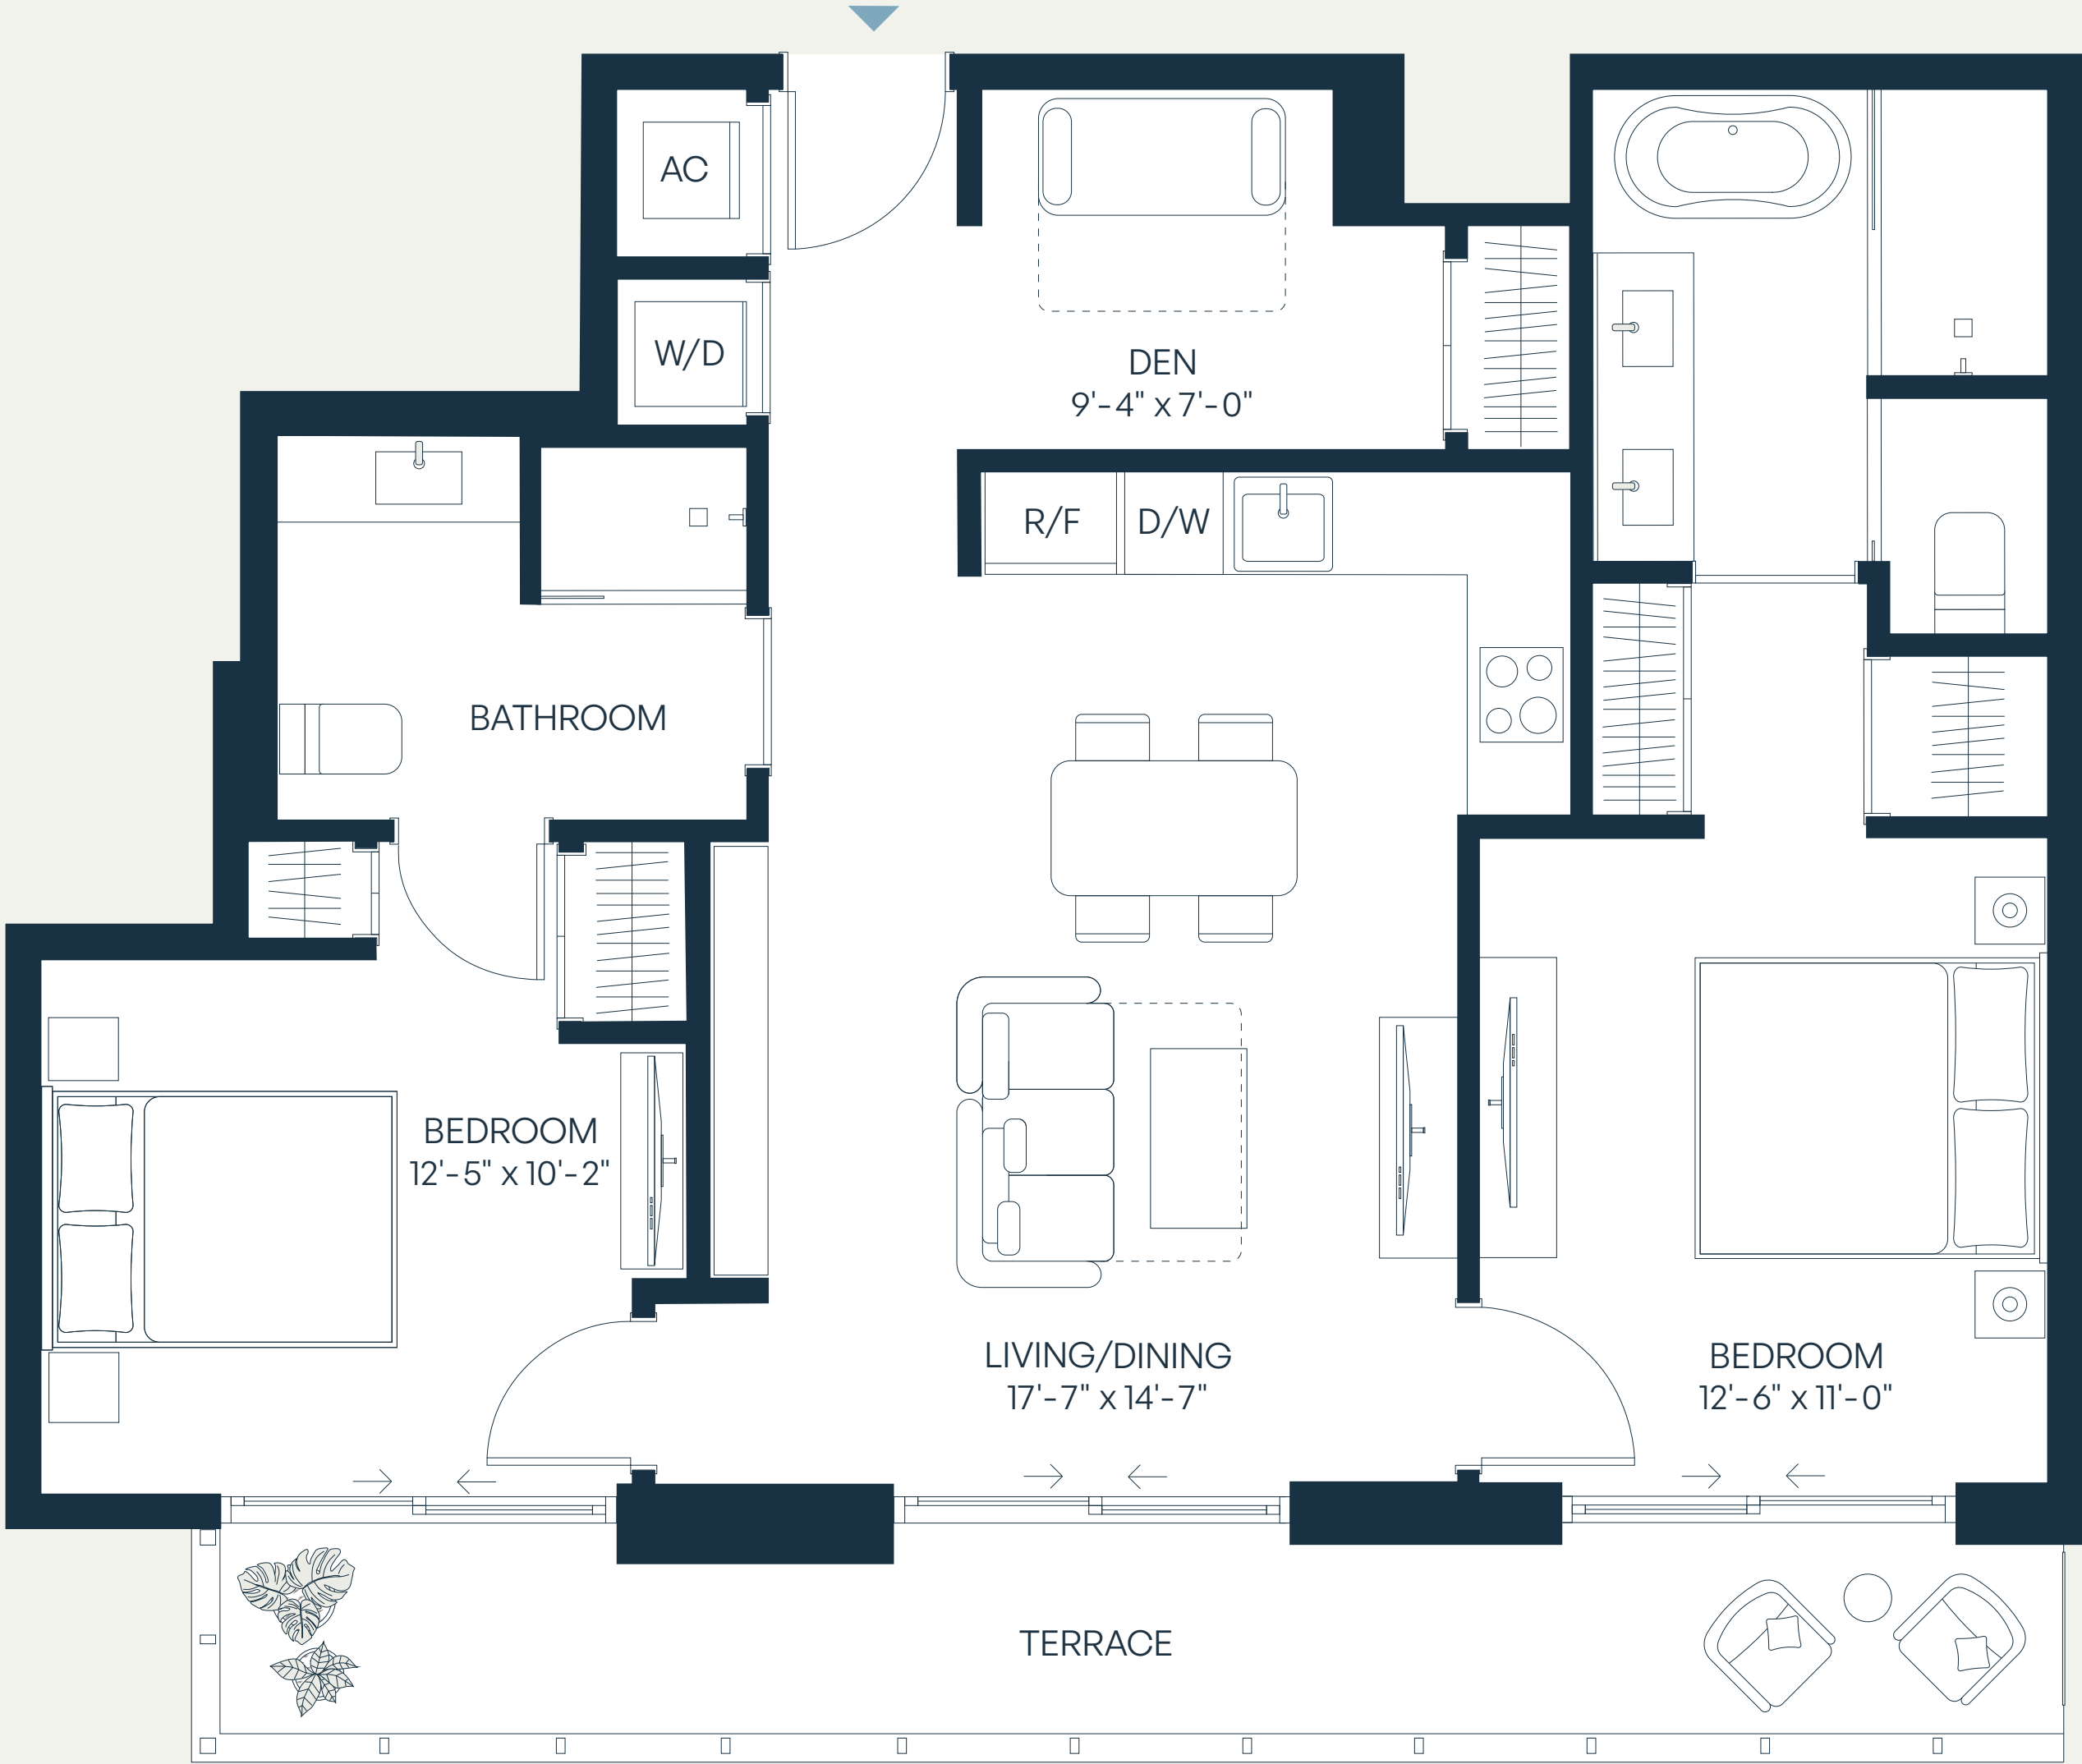 AC
W/D
DEN
9'-4" x 7'-0"
R/F
D/W
BATHROOM
BEDROOM
12'-5" x 10'-2"
LIVING/DINING
17'-7" x 14'-7"
BEDROOM
12'-6" x 11'-0"
TERRACE